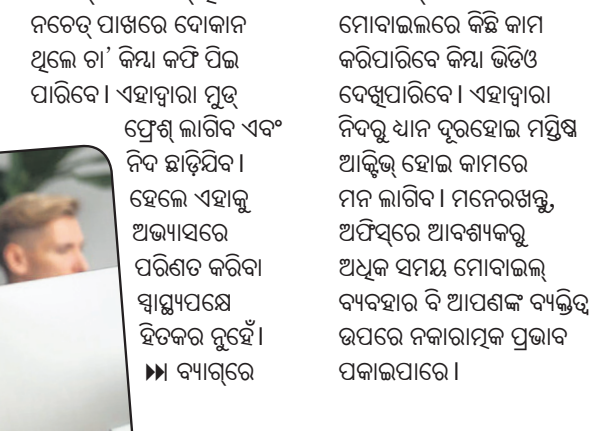 ନଚେତ୍ ପାଖରେ ଦୋକାନ
ଥିଲେ ଚା' କିମ୍ବା କଫି ପିଇ
ପାରିବେ। ଏହାଦ୍ୱାରା ମୁଡ୍
ଫ୍ରେଶ୍ ଲାଗିବ ଏବଂ
ନିଦ ଛାଡ଼ିଯିବ।
ହେଲେ ଏହାକୁ
ଅଭ୍ୟାସରେ
ପରିଣତ କରିବା
ସ୍ୱାସ୍ଥ୍ୟପକ୍ଷେ
ହିତକର ନୁହେଁ।
ବ୍ୟାଗ୍‌ରେ
ମୋବାଇଲରେ କିଛି କାମ
କରିପାରିବେ କିମ୍ବା ଭିଡିଓ
ଦେଖିପାରିବେ। ଏହାଦ୍ୱାରା
ନିଦରୁ ଧ୍ୟାନ ଦୂରହୋଇ ମସ୍ତିଷ୍କ
ଆକ୍ଟିଭ୍ ହୋଇ କାମରେ
ମନ ଲାଗିବ। ମନେରଖନ୍ତୁ,
ଅଫିସ୍‌ରେ ଆବଶ୍ୟକରୁ
ଅଧିକ ସମୟ ମୋବାଇଲ୍
ବ୍ୟବହାର ବି ଆପଣଙ୍କ ବ୍ୟକ୍ତିତ୍ୱ
ଉପରେ ନକାରାତ୍ମକ ପ୍ରଭାବ
ପକାଇପାରେ।